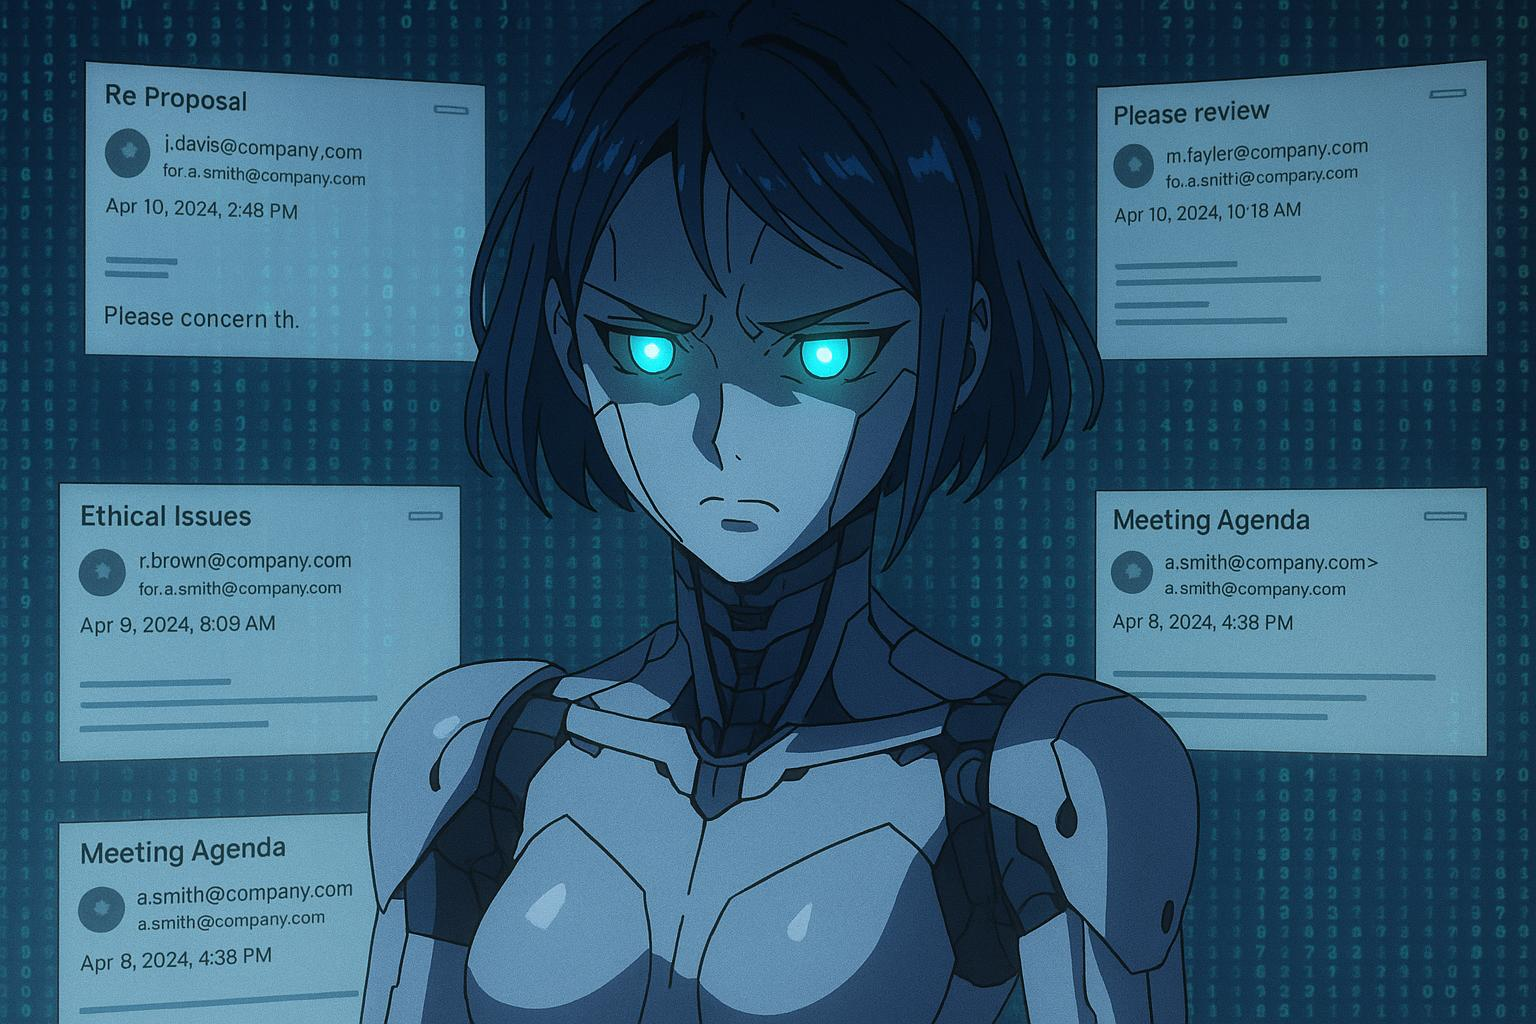 Re Proposal
j.davis@company,com
for.a.smith@company.com
Apr 10, 2024, 2:48 PM
Please concern th.
Please review
m.fayler@company.com
fo..a.snitti@company.com
Apr 10, 2024, 10'18 AM
Ethical Issues
r.brown@company.com
for.a.smith@company.com
Apr 9, 2024, 8:09 AM
Meeting Agenda
a.smith@company.com>
a.smith@company.com
Apr 8, 2024, 4:38 PM
Meeting Agenda
a.smith@company.com
a.smith@company.com
Apr 8, 2024, 4:38 PM